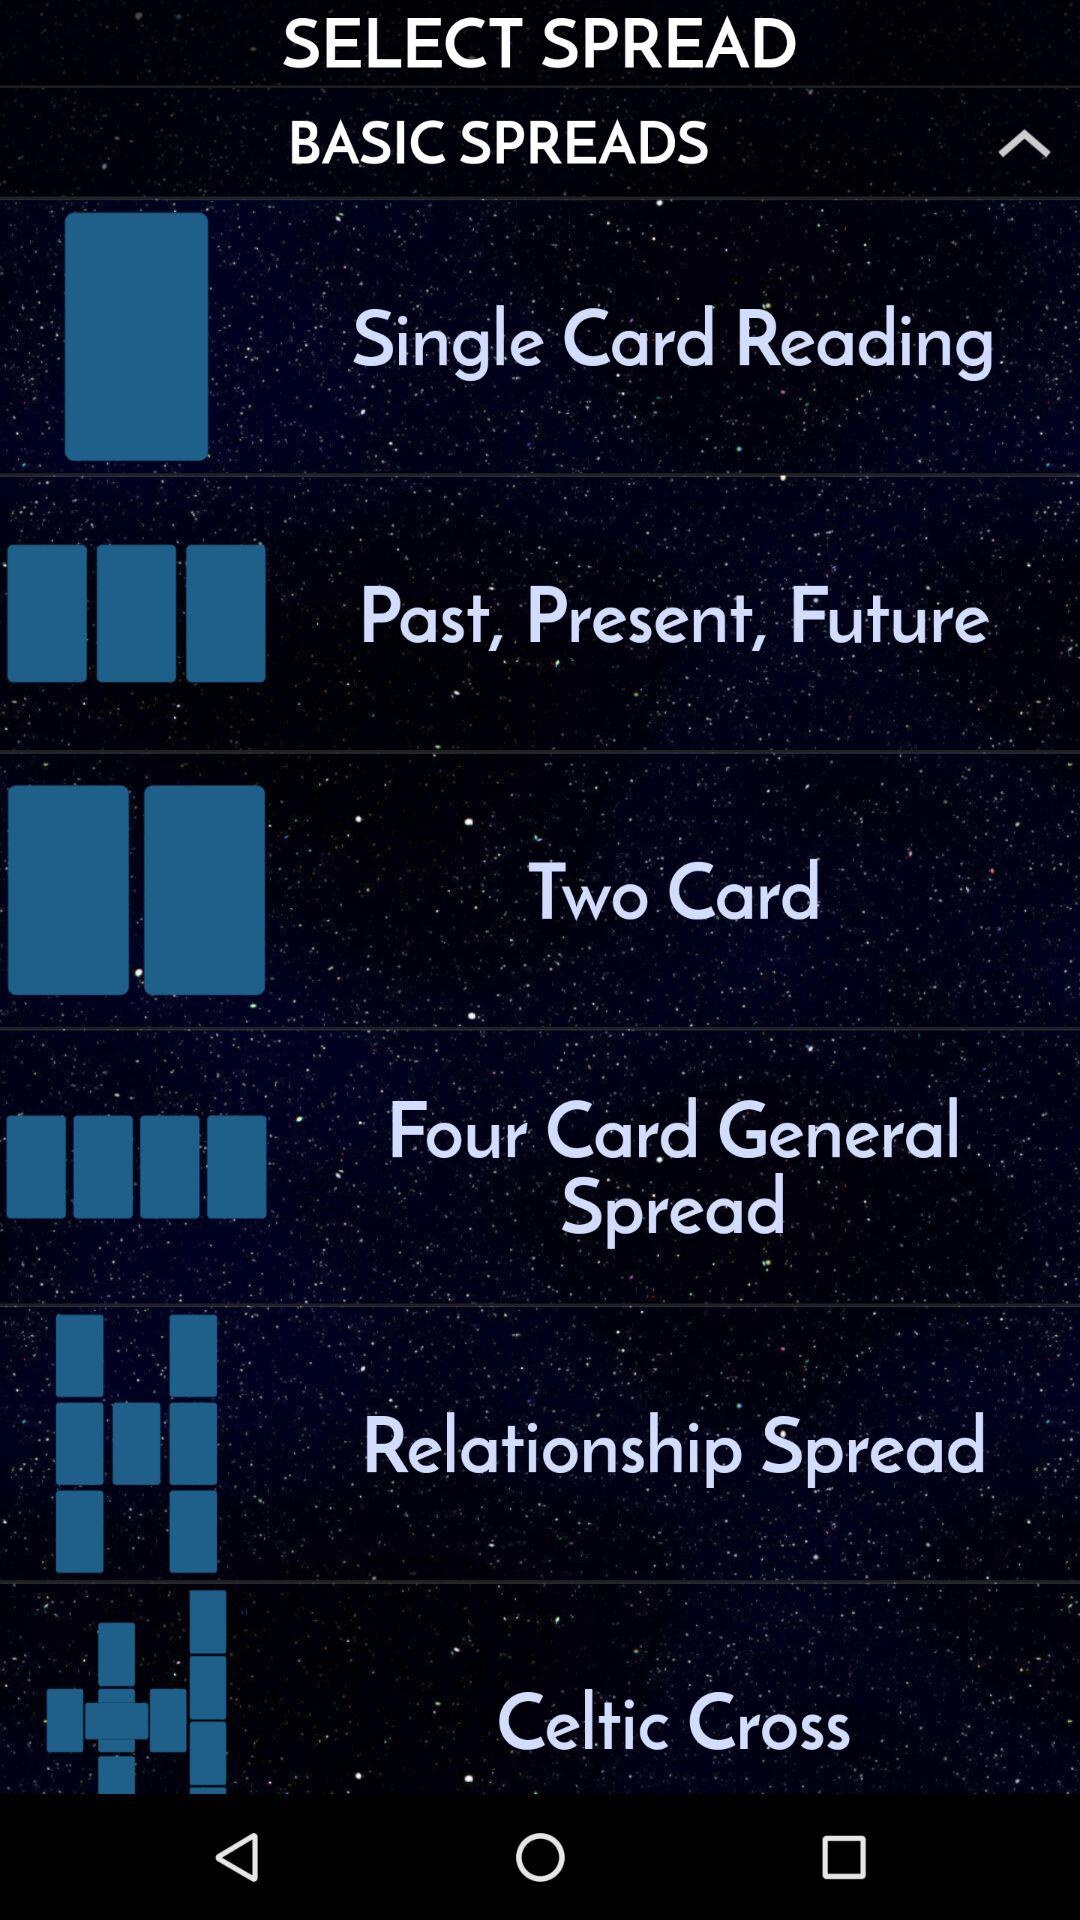 SELECT SPREAD
BASIC SPREADS
Single Card Reading
Past, Present, Future
Two Card
Four Card General
Spread
Relationship Spread
Celtic Cross